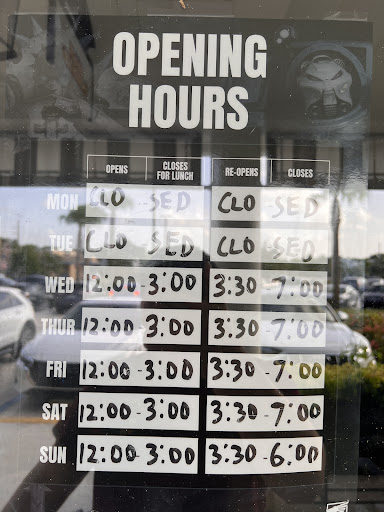 OPENING
HOURS
OPENS CLOSES FOR LUNCH RE-OPENS CLOSES
MON CLO - SED CLO - SED
TUE CLO - SED CLO - SED
WED 12:00 - 3:00 3:30 - 7:00
THUR 12:00 - 3:00 3:30 - 7:00
FRI 12:00 - 3:00 3:30 - 7:00
SAT 12:00 - 3:00 3:30 - 7:00
SUN 12:00 - 3:00 3:30 - 6:00